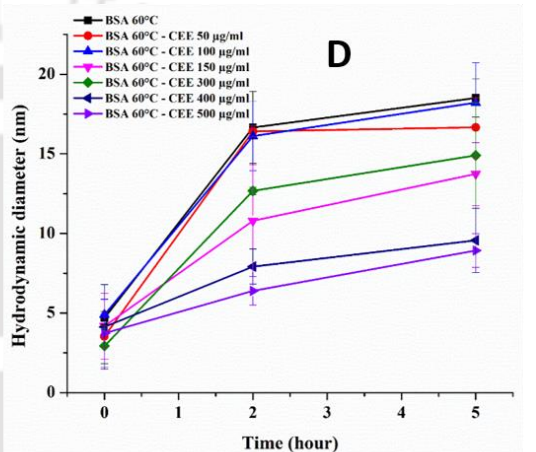 BSA 60°C
BSA 60°C - CEE 50 µg/ml
BSA 60°C - CEE 100 µg/ml
BSA 60°C - CEE 150 µg/ml
BSA 60°C - CEE 300 µg/ml
BSA 60°C - CEE 400 µg/ml
BSA 60°C - CEE 500 µg/ml
D
Hydrodynamic diameter (nm)
20
15
10
5
0
0 1 2 3 4 5
Time (hour)